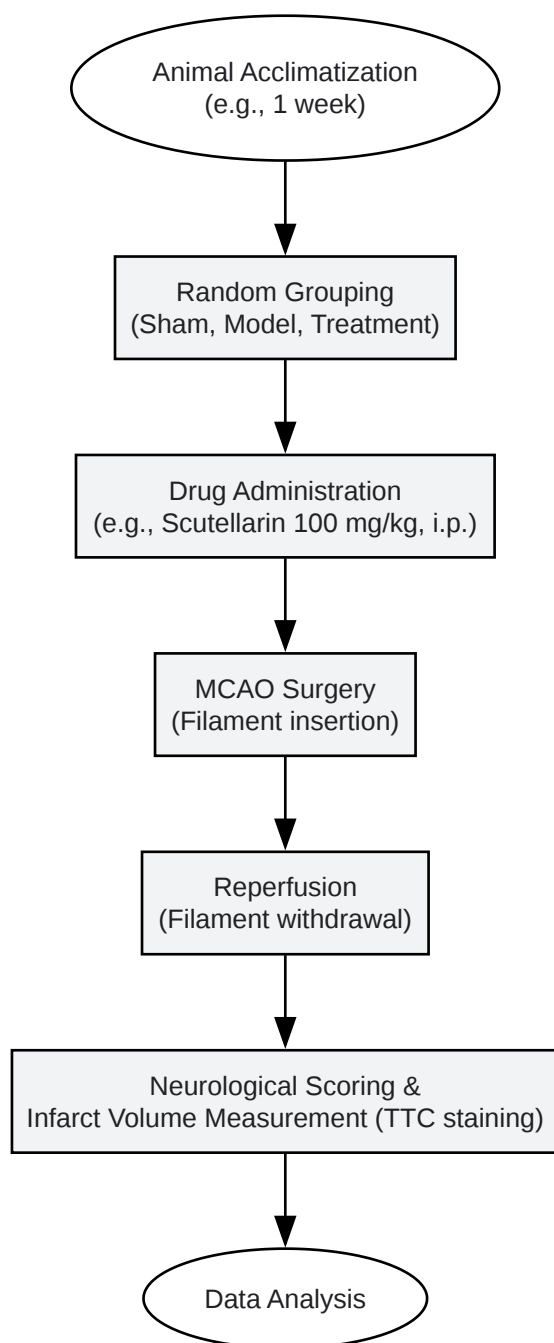 Animal Acclimatization
(e.g., 1 week)
Random Grouping
(Sham, Model, Treatment)
Drug Administration
(e.g., Scutellarin 100 mg/kg, i.p.)
MCAO Surgery
(Filament insertion)
Reperfusion
(Filament withdrawal)
Neurological Scoring &
Infarct Volume Measurement (TTC staining)
Data Analysis